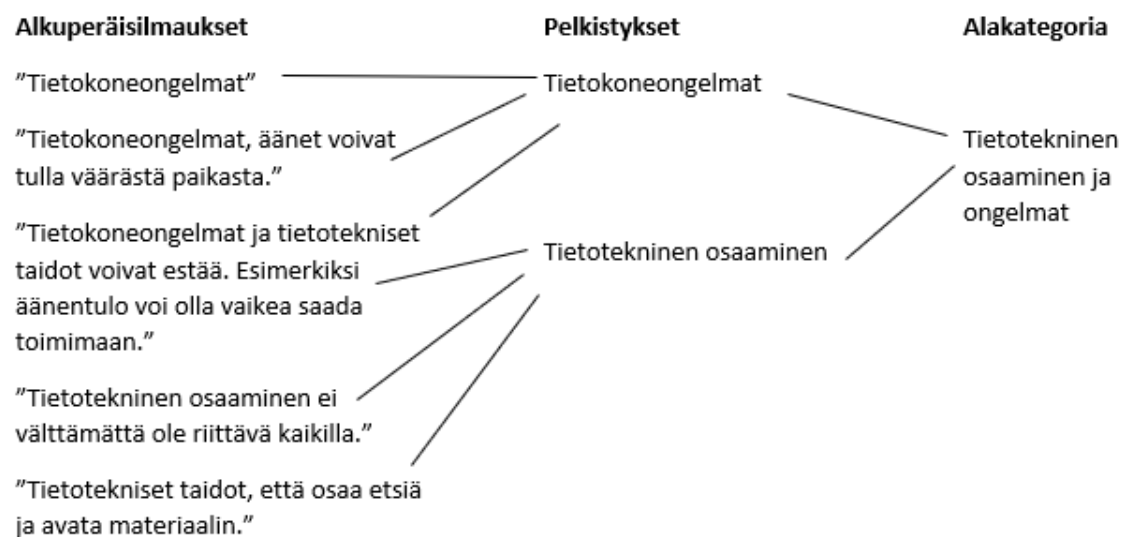 Alkuperäisilmaukset
Pelkistykset
Alakategoria
”Tietokoneongelmat”
Tietokoneongelmat
”Tietokoneongelmat, äänet voivat
tulla väärästä paikasta.”
Tietotekninen
osaaminen ja
ongelmat
”Tietokoneongelmat ja tietotekniset
taidot voivat estää. Esimerkiksi
äänentulo voi olla vaikea saada
toimimaan.”
Tietotekninen osaaminen
”Tietotekninen osaaminen ei
välttämättä ole riittävä kaikilla.”
”Tietotekniset taidot, että osaa etsiä
ja avata materiaalin.”